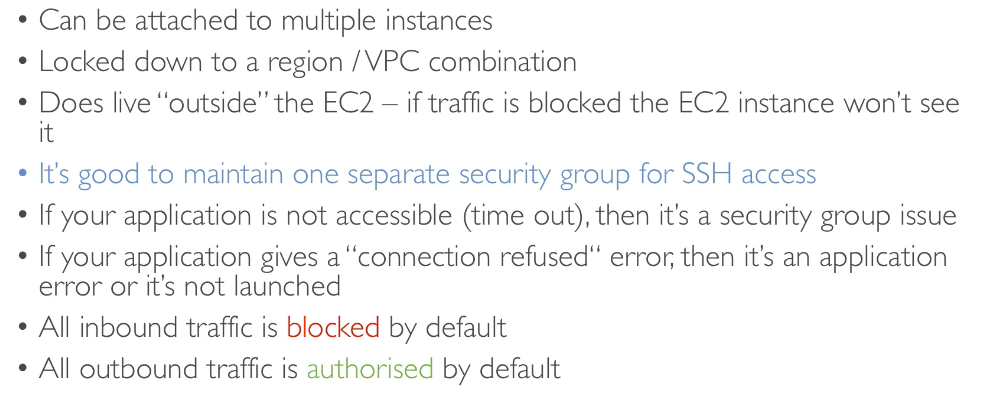 • Can be attached to multiple instances
• Locked down to a region / VPC combination
• Does live “outside” the EC2 – if traffic is blocked the EC2 instance won’t see
it
• It’s good to maintain one separate security group for SSH access
• If your application is not accessible (time out), then it’s a security group issue
• If your application gives a “connection refused“ error, then it’s an application
error or it’s not launched
• All inbound traffic is blocked by default
• All outbound traffic is authorised by default